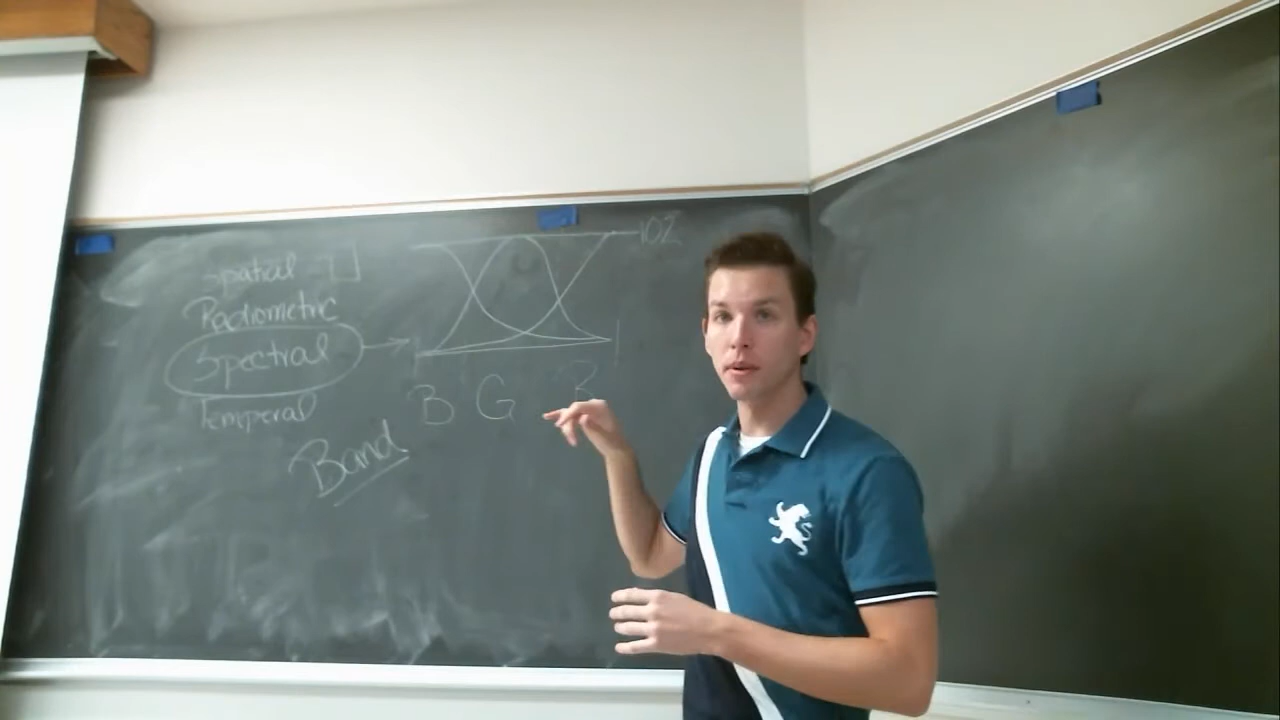 Spatial
Radiometric
Spectral
Temporal
Band
B G R